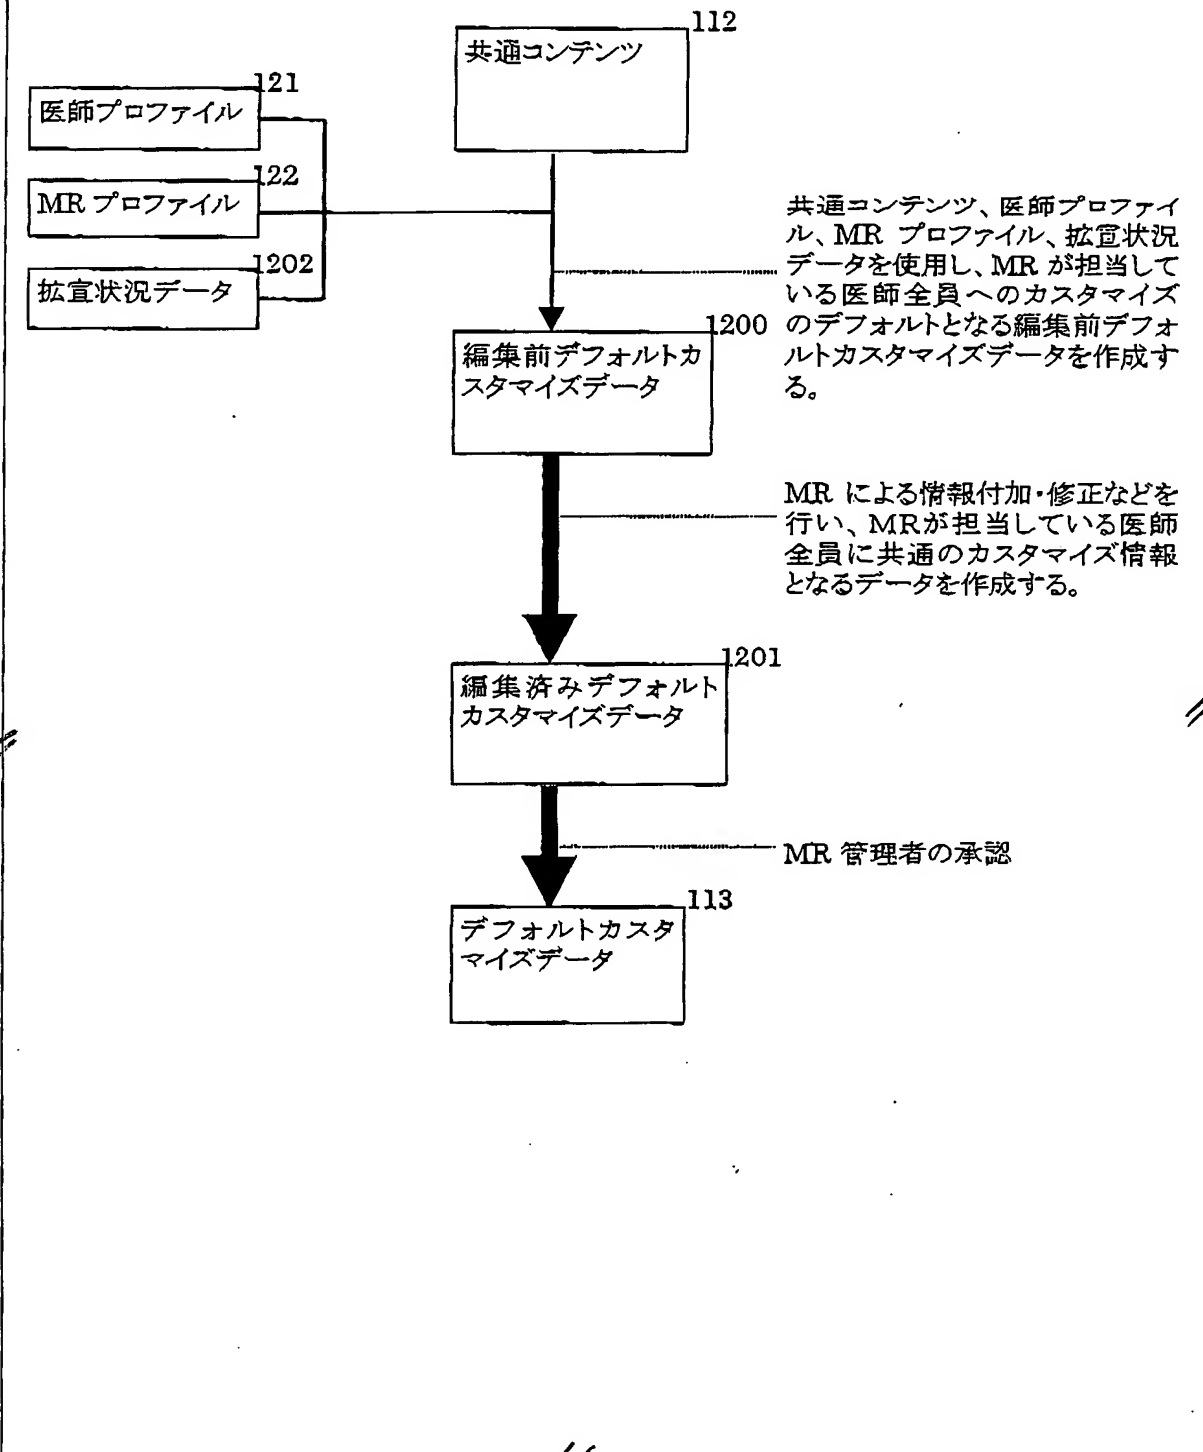 112
共通コンテンツ
121
医師プロファイル
122
MR プロファイル
1202
拡宣状況データ
共通コンテンツ、医師プロファイ
ル、MR プロファイル、拡宣状況
データを使用し、MR が担当して
いる医師全員へのカスタマイズ
のデフォルトとなる編集前デフォ
ルトカスタマイズデータを作成す
る。
1200
編集前デフォルトカ
スタマイズデータ
MR による情報付加・修正などを
行い、MRが担当している医師
全員に共通のカスタマイズ情報
となるデータを作成する。
1201
編集済みデフォルト
カスタマイズデータ
MR 管理者の承認
113
デフォルトカスタ
マイズデータ